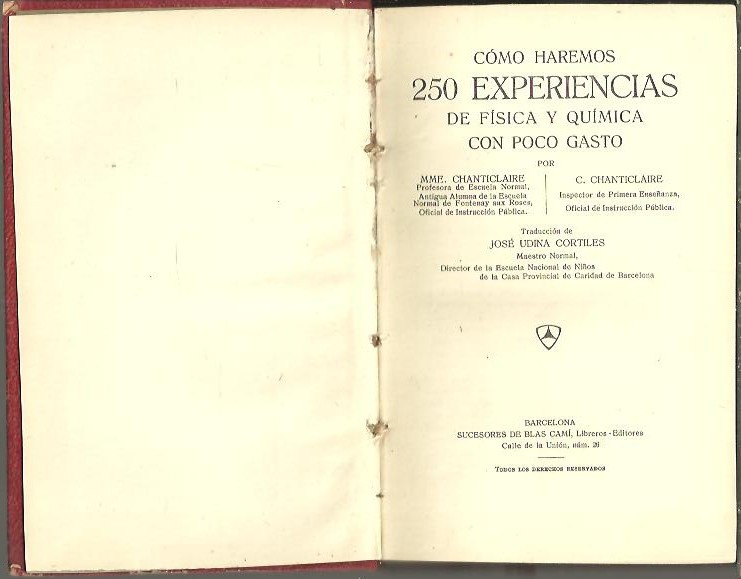 CÓMO HAREMOS
250 EXPERIENCIAS
DE FÍSICA Y QUÍMICA
CON POCO GASTO
POR
MME. CHANTICLAIRE
Profesora de Escuela Normal,
Antigua Alumna de la Escuela
Normal de Fontenay aux Roses,
Oficial de Instrucción Pública.
C. CHANTICLAIRE
Inspector de Primera Enseñanza,
Oficial de Instrucción Pública.
Traducción de
JOSÉ UDINA CORTILES
Maestro Normal,
Director de la Escuela Nacional de Niños
de la Casa Provincial de Caridad de Barcelona
BARCELONA
SUCESORES DE BLAS CAMÍ, Libreros-Editores
Calle de la Unión, núm. 26
TODOS LOS DERECHOS RESERVADOS